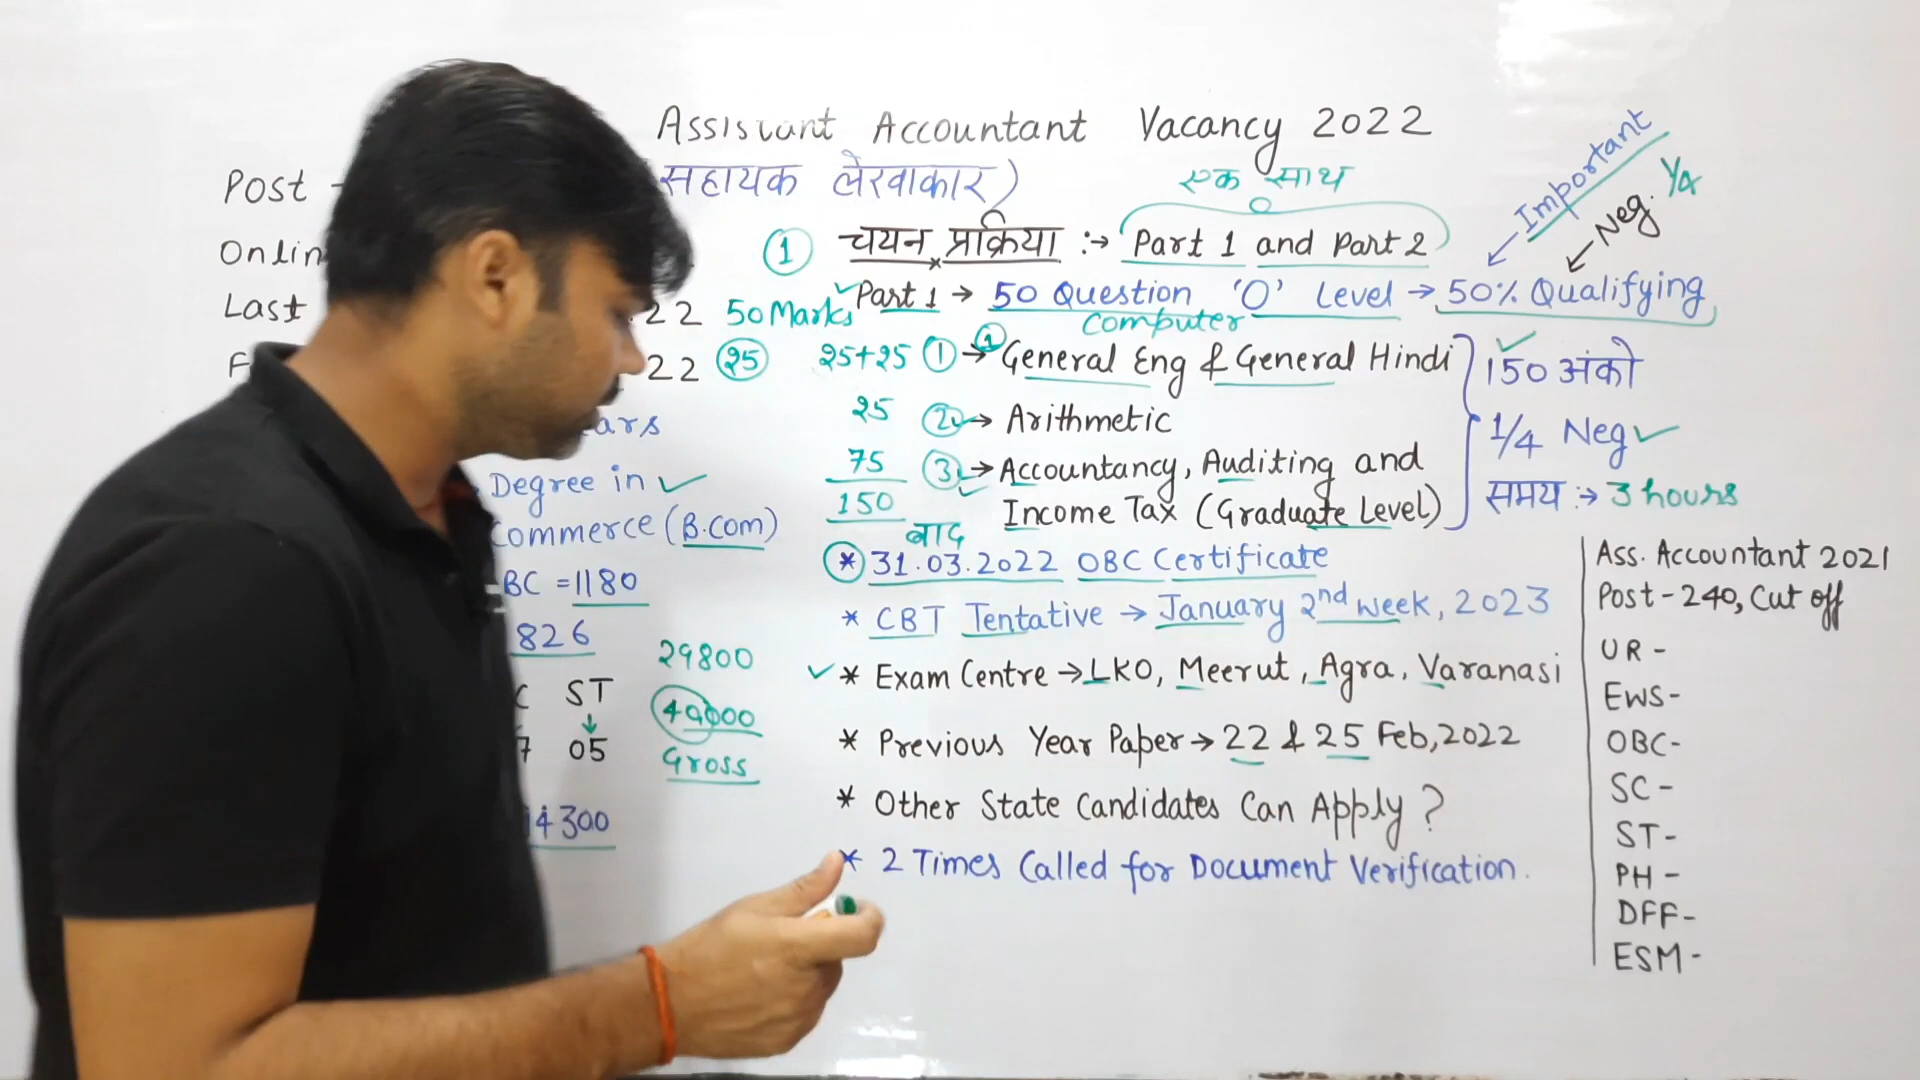 Assistant Accountant Vacancy 2022
Post - सहायक लेखाकार)
Onlin
Last 22
F 22
ars
Degree in ✓
Commerce (B.Com)
BC = 1180
826
C ST
↓
7 05
14300
29800
40000
Gross
एक साथ
① चयन प्रक्रिया :→ Part 1 and Part 2
Important
Neg. 1/4
50 Marks ✓ Part 1 → 50 Question 'O' Level → 50% Qualifying
Computer
25
25+25 ① → ① General Eng & General Hindi
25 ② → Arithmetic
75 ③ → Accountancy, Auditing and
150 Income Tax (Graduate Level)
150 अंको
1/4 Neg ✓
समय :→ 3 hours
बाद
* 31.03.2022 OBC Certificate
* CBT Tentative → January 2nd week, 2023
✓ * Exam Centre → LKO, Meerut, Agra, Varanasi
* Previous Year Paper → 22 & 25 Feb, 2022
* Other State Candidates Can Apply ?
* 2 Times Called for Document Verification.
Ass. Accountant 2021
Post - 240, Cut off
UR -
EWS -
OBC -
SC -
ST -
PH -
DFF -
ESM -